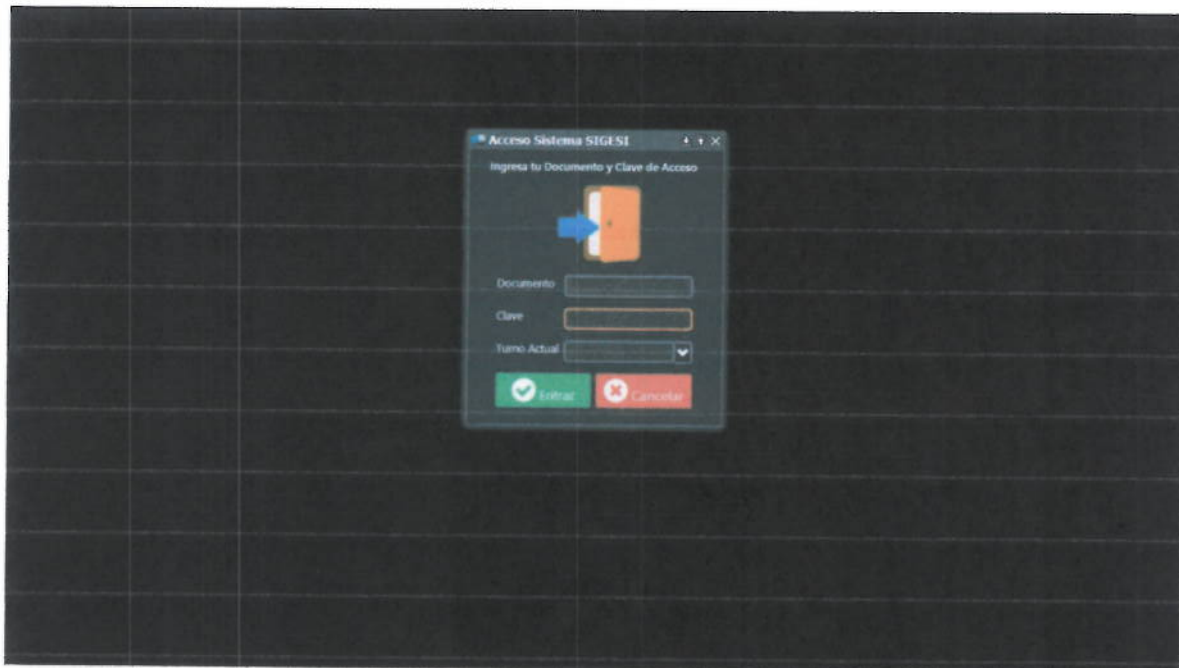 Acceso Sistema SIGESI
Ingresa tu Documento y Clave de Acceso
Documento
Clave
Turno Actual
Entrar
Cancelar